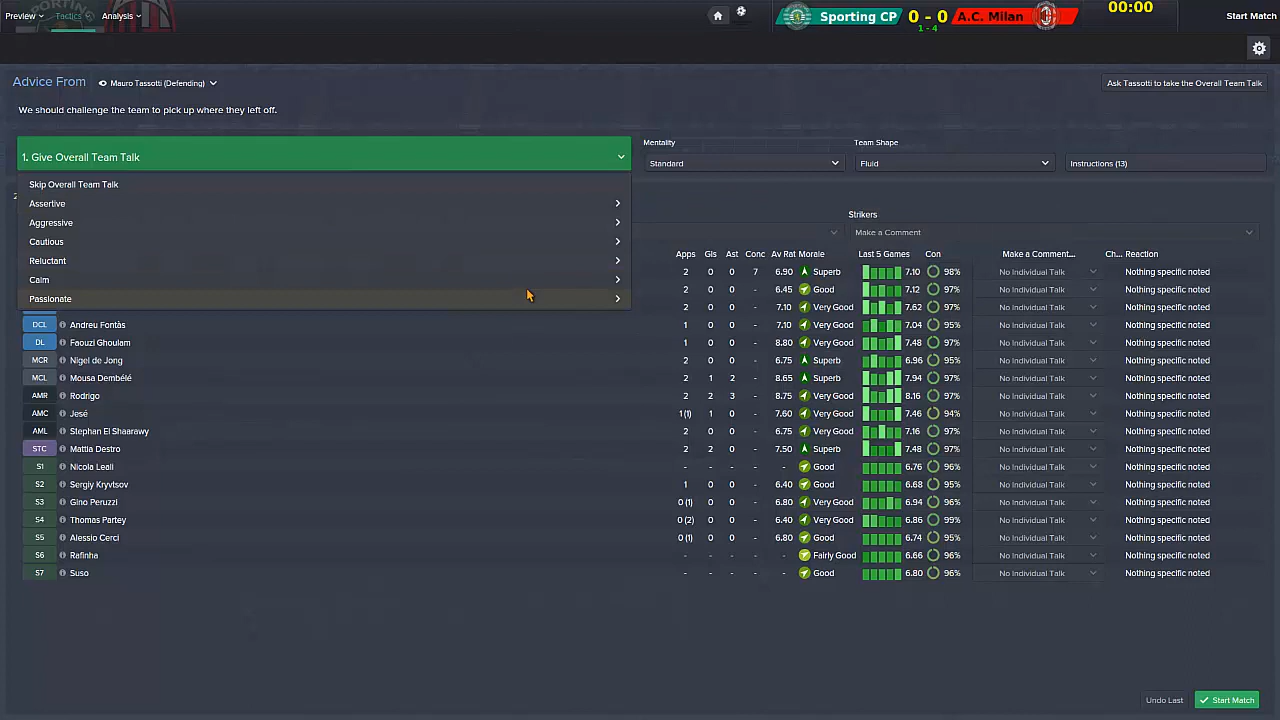 Preview Tactics Analysis Sporting CP 0 - 0 A.C. Milan 00:00 Start Match
1 - 4
Advice From Mauro Tassotti (Defending) Ask Tassotti to take the Overall Team Talk
We should challenge the team to pick up where they left off.
Mentality Team Shape
1. Give Overall Team Talk Standard Fluid Instructions (13)
Skip Overall Team Talk
Assertive
Strikers
Aggressive Make a Comment
Cautious
Apps Gls Ast Conc Av Rat Morale Last 5 Games Con Make a Comment... Ch... Reaction
Reluctant
2 0 0 7 6.90 Superb 7.10 98% No Individual Talk Nothing specific noted
Calm
2 0 0 - 6.45 Good 7.12 97% No Individual Talk Nothing specific noted
Passionate
2 0 0 - 7.10 Very Good 7.62 97% No Individual Talk Nothing specific noted
DCL Andreu Fontàs 1 0 0 - 7.10 Very Good 7.04 95% No Individual Talk Nothing specific noted
DL Faouzi Ghoulam 1 0 0 - 8.80 Very Good 7.48 97% No Individual Talk Nothing specific noted
MCR Nigel de Jong 2 0 0 - 6.75 Superb 6.96 95% No Individual Talk Nothing specific noted
MCL Mousa Dembélé 2 1 2 - 8.65 Superb 7.94 97% No Individual Talk Nothing specific noted
AMR Rodrigo 2 2 3 - 8.75 Very Good 8.16 97% No Individual Talk Nothing specific noted
AMC Jesé 1(1) 1 0 - 7.60 Very Good 7.46 94% No Individual Talk Nothing specific noted
AML Stephan El Shaarawy 2 0 0 - 6.75 Very Good 7.16 97% No Individual Talk Nothing specific noted
STC Mattia Destro 2 2 0 - 7.50 Superb 7.48 97% No Individual Talk Nothing specific noted
S1 Nicola Leali - - - - - Good 6.76 96% No Individual Talk Nothing specific noted
S2 Sergiy Kryvtsov 1 0 0 - 6.40 Good 6.68 95% No Individual Talk Nothing specific noted
S3 Gino Peruzzi 0 (1) 0 0 - 6.80 Very Good 6.94 96% No Individual Talk Nothing specific noted
S4 Thomas Partey 0 (2) 0 0 - 6.40 Very Good 6.86 99% No Individual Talk Nothing specific noted
S5 Alessio Cerci 0 (1) 0 0 - 6.80 Good 6.74 95% No Individual Talk Nothing specific noted
S6 Rafinha - - - - - Fairly Good 6.66 96% No Individual Talk Nothing specific noted
S7 Suso - - - - - Good 6.80 96% No Individual Talk Nothing specific noted
Undo Last Start Match